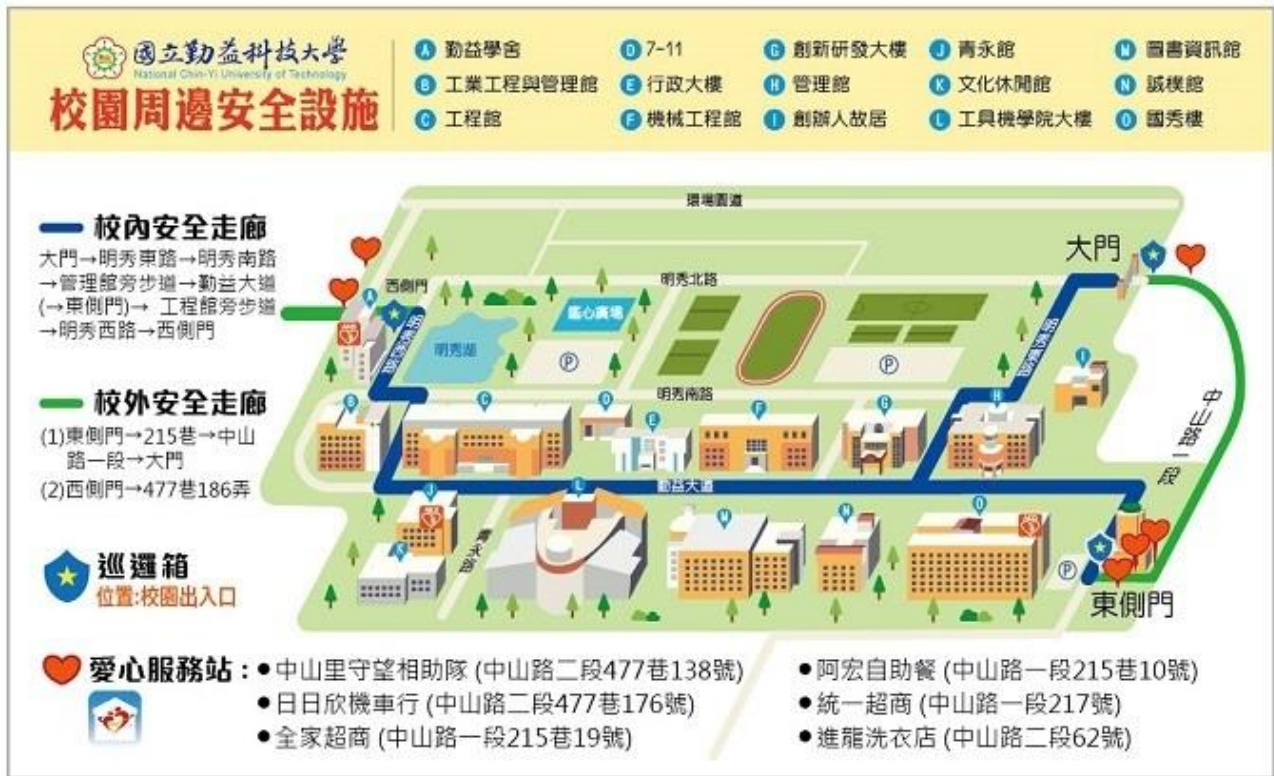 國立勤益科技大學
National Chin-Yi University of Technology
校園周邊安全設施
A 勤益學舍
B 工業工程與管理館
C 工程館
D 7-11
E 行政大樓
F 機械工程館
G 創新研發大樓
H 管理館
I 創辦人故居
J 青永館
K 文化休閒館
L 工具機學院大樓
M 圖書資訊館
N 誠樸館
O 國秀樓
校內安全走廊
大門→明秀東路→明秀南路
→管理館旁步道→勤益大道
(→東側門)→ 工程館旁步道
→明秀西路→西側門
校外安全走廊
(1)東側門→215巷→中山
路一段→大門
(2)西側門→477巷186弄
巡邏箱
位置:校園出入口
環場園道
大門
西側門
明秀北路
明秀西路
明秀湖
P
明秀東路
P
明秀南路
中山路一段
A
B
C
D
E
F
G
H
I
勤益大道
J
K
L
M
N
O
青永路
P
東側門
愛心服務站:
●中山里守望相助隊 (中山路二段477巷138號)
●日日欣機車行 (中山路二段477巷176號)
●全家超商 (中山路一段215巷19號)
●阿宏自助餐 (中山路一段215巷10號)
●統一超商 (中山路一段217號)
●進龍洗衣店 (中山路二段62號)